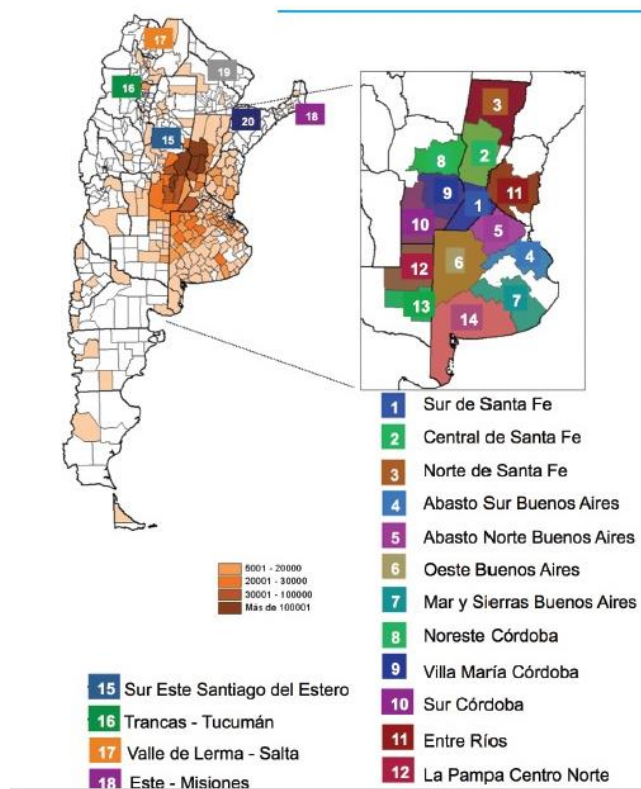 17
19
16
20
18
15
3
2
8
11
9
1
10
5
4
12
6
7
13
14
1 Sur de Santa Fe
2 Central de Santa Fe
3 Norte de Santa Fe
4 Abasto Sur Buenos Aires
5 Abasto Norte Buenos Aires
6 Oeste Buenos Aires
7 Mar y Sierras Buenos Aires
8 Noreste Córdoba
9 Villa María Córdoba
10 Sur Córdoba
11 Entre Ríos
12 La Pampa Centro Norte
5001 - 20000
20001 - 30000
30001 - 100000
Más de 100001
15 Sur Este Santiago del Estero
16 Trancas - Tucumán
17 Valle de Lerma - Salta
18 Este - Misiones